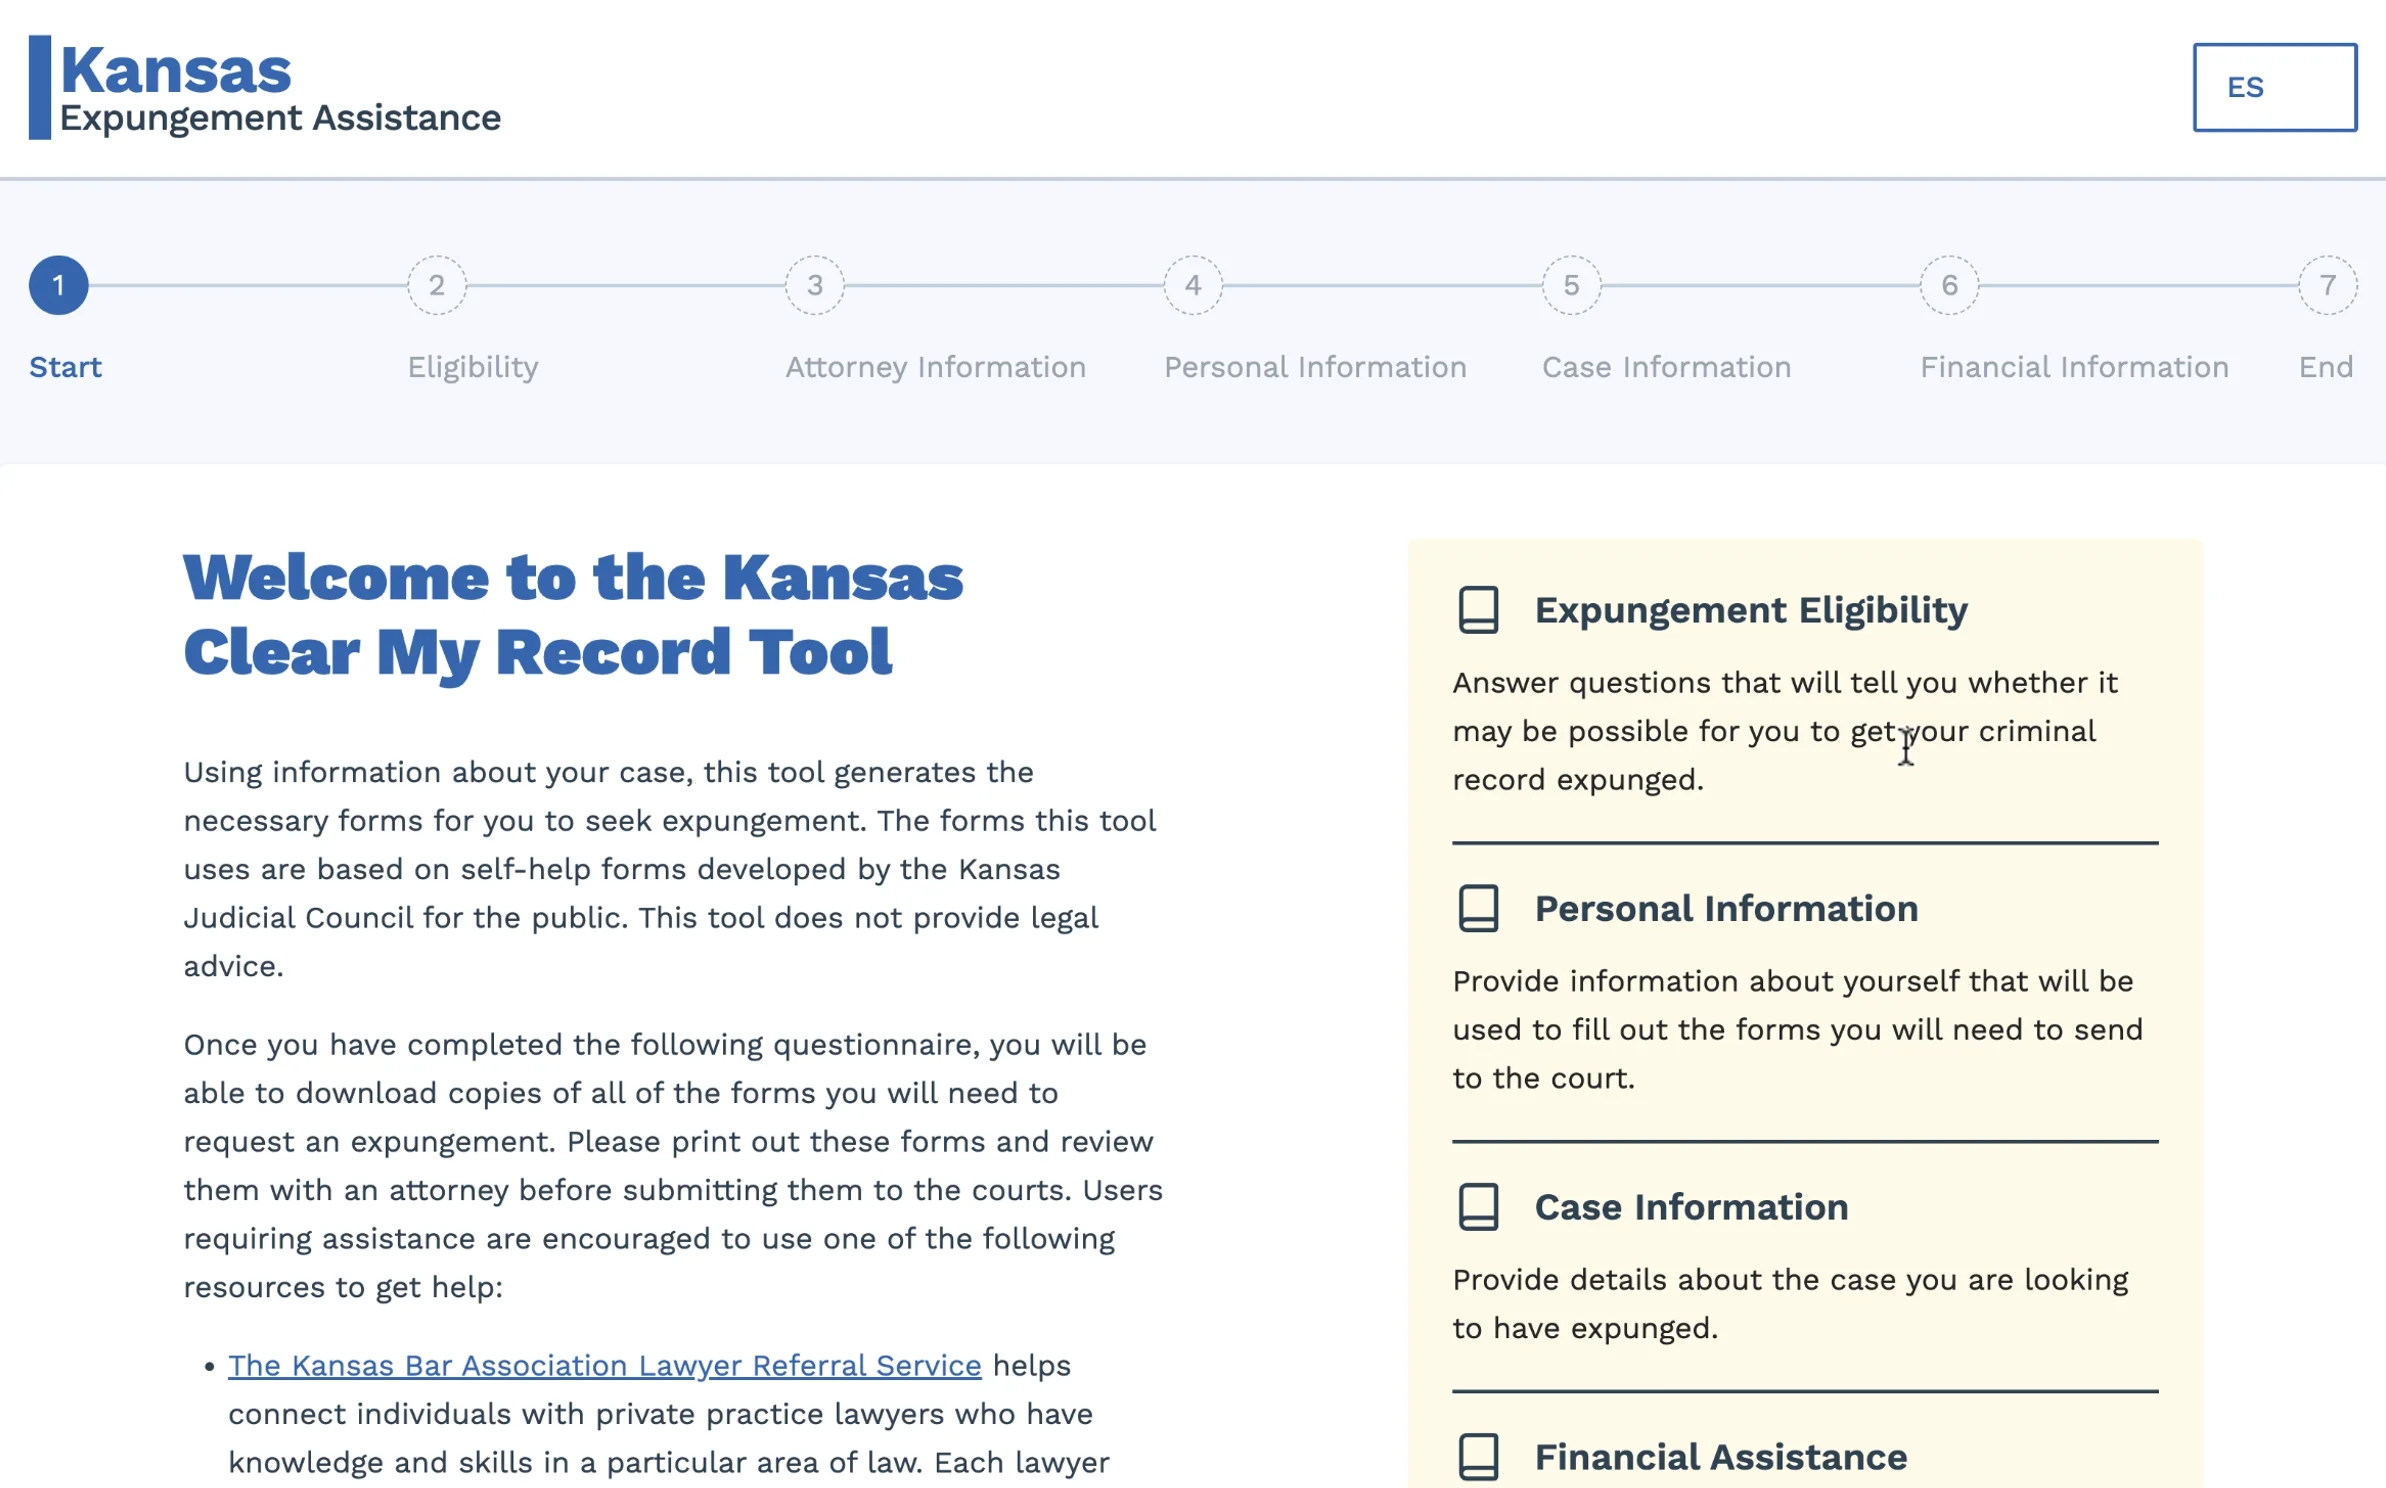 Kansas
Expungement Assistance
ES
1
2
3
4
5
6
7
Start
Eligibility
Attorney Information
Personal Information
Case Information
Financial Information
End
Welcome to the Kansas
Clear My Record Tool
Using information about your case, this tool generates the
necessary forms for you to seek expungement. The forms this tool
uses are based on self-help forms developed by the Kansas
Judicial Council for the public. This tool does not provide legal
advice.
Once you have completed the following questionnaire, you will be
able to download copies of all of the forms you will need to
request an expungement. Please print out these forms and review
them with an attorney before submitting them to the courts. Users
requiring assistance are encouraged to use one of the following
resources to get help:
• The Kansas Bar Association Lawyer Referral Service helps
connect individuals with private practice lawyers who have
knowledge and skills in a particular area of law. Each lawyer
Expungement Eligibility
Answer questions that will tell you whether it
may be possible for you to get your criminal
record expunged.
Personal Information
Provide information about yourself that will be
used to fill out the forms you will need to send
to the court.
Case Information
Provide details about the case you are looking
to have expunged.
Financial Assistance